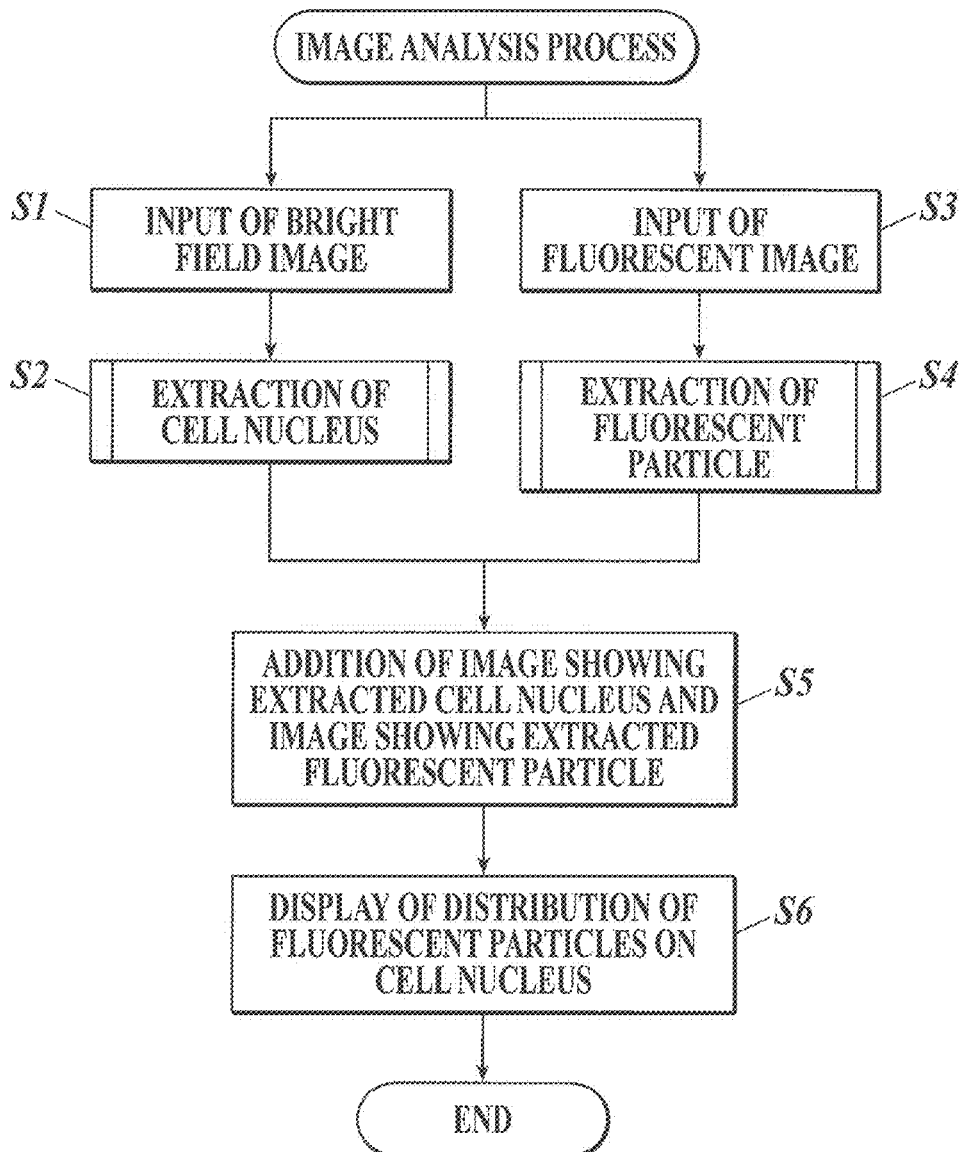 IMAGE ANALYSIS PROCESS
S1
INPUT OF BRIGHT
FIELD IMAGE
S3
INPUT OF
FLUORESCENT IMAGE
S2
EXTRACTION OF
CELL NUCLEUS
S4
EXTRACTION OF
FLUORESCENT
PARTICLE
S5
ADDITION OF IMAGE SHOWING
EXTRACTED CELL NUCLEUS AND
IMAGE SHOWING EXTRACTED
FLUORESCENT PARTICLE
S6
DISPLAY OF DISTRIBUTION OF
FLUORESCENT PARTICLES ON
CELL NUCLEUS
END